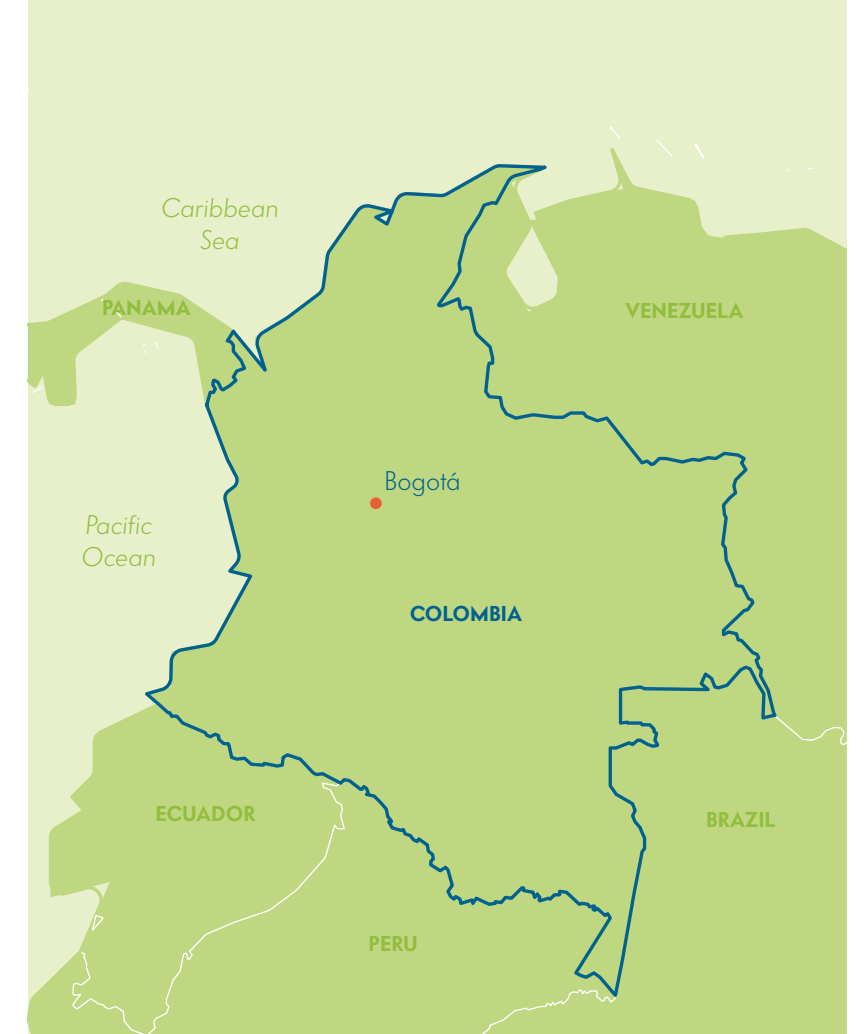 Caribbean
Sea
PANAMA
VENEZUELA
Bogotá
Pacific
Ocean
COLOMBIA
ECUADOR
BRAZIL
PERU